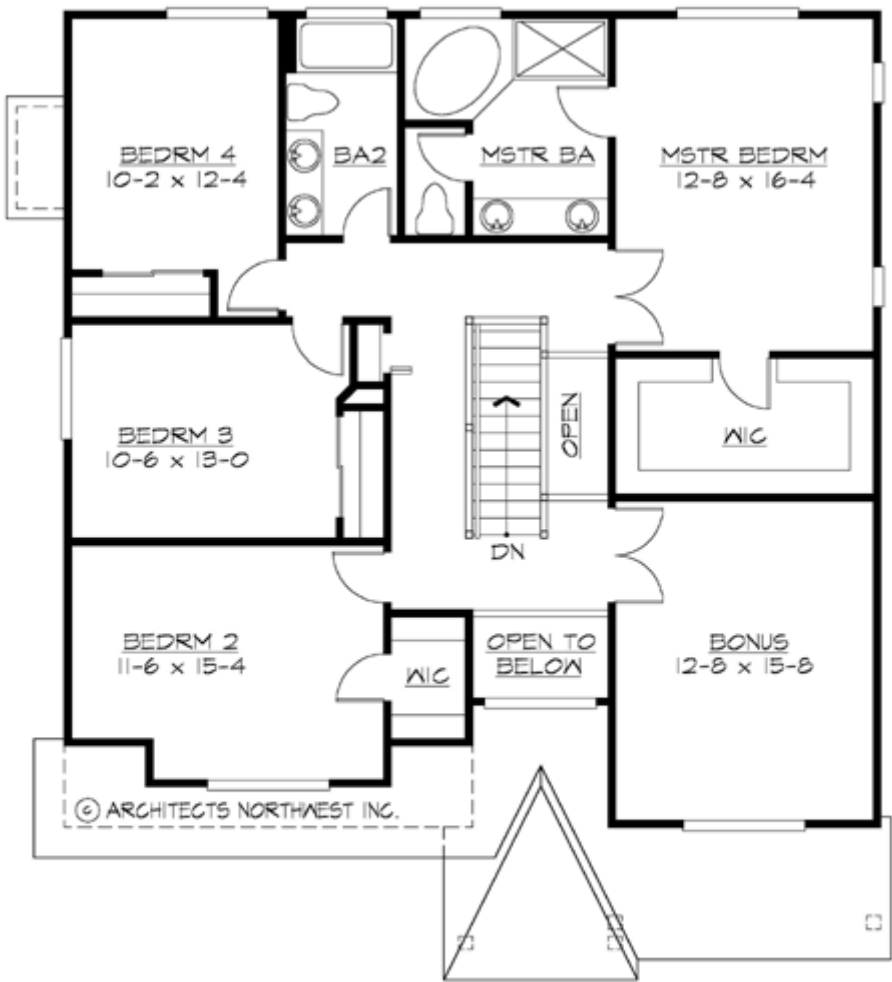 BEDRM 4
10-2 x 12-4
BA2
MSTR BA
MSTR BEDRM
12-8 x 16-4
BEDRM 3
10-6 x 13-0
OPEN
WIC
DN
BEDRM 2
11-6 x 15-4
WIC
OPEN TO
BELOW
BONUS
12-8 x 15-8
© ARCHITECTS NORTHWEST INC.